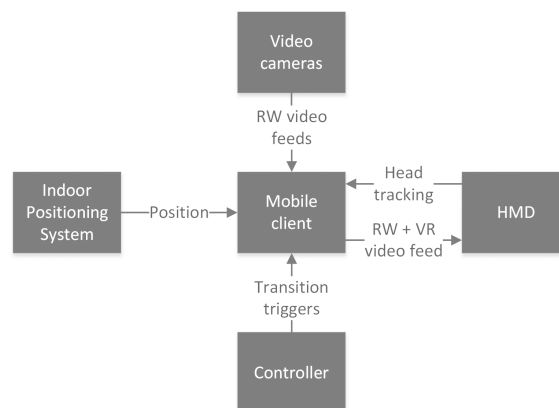 Video
cameras
RW video
feeds
Indoor
Positioning
System
Position
Mobile
client
Head
tracking
RW + VR
video feed
HMD
Transition
triggers
Controller